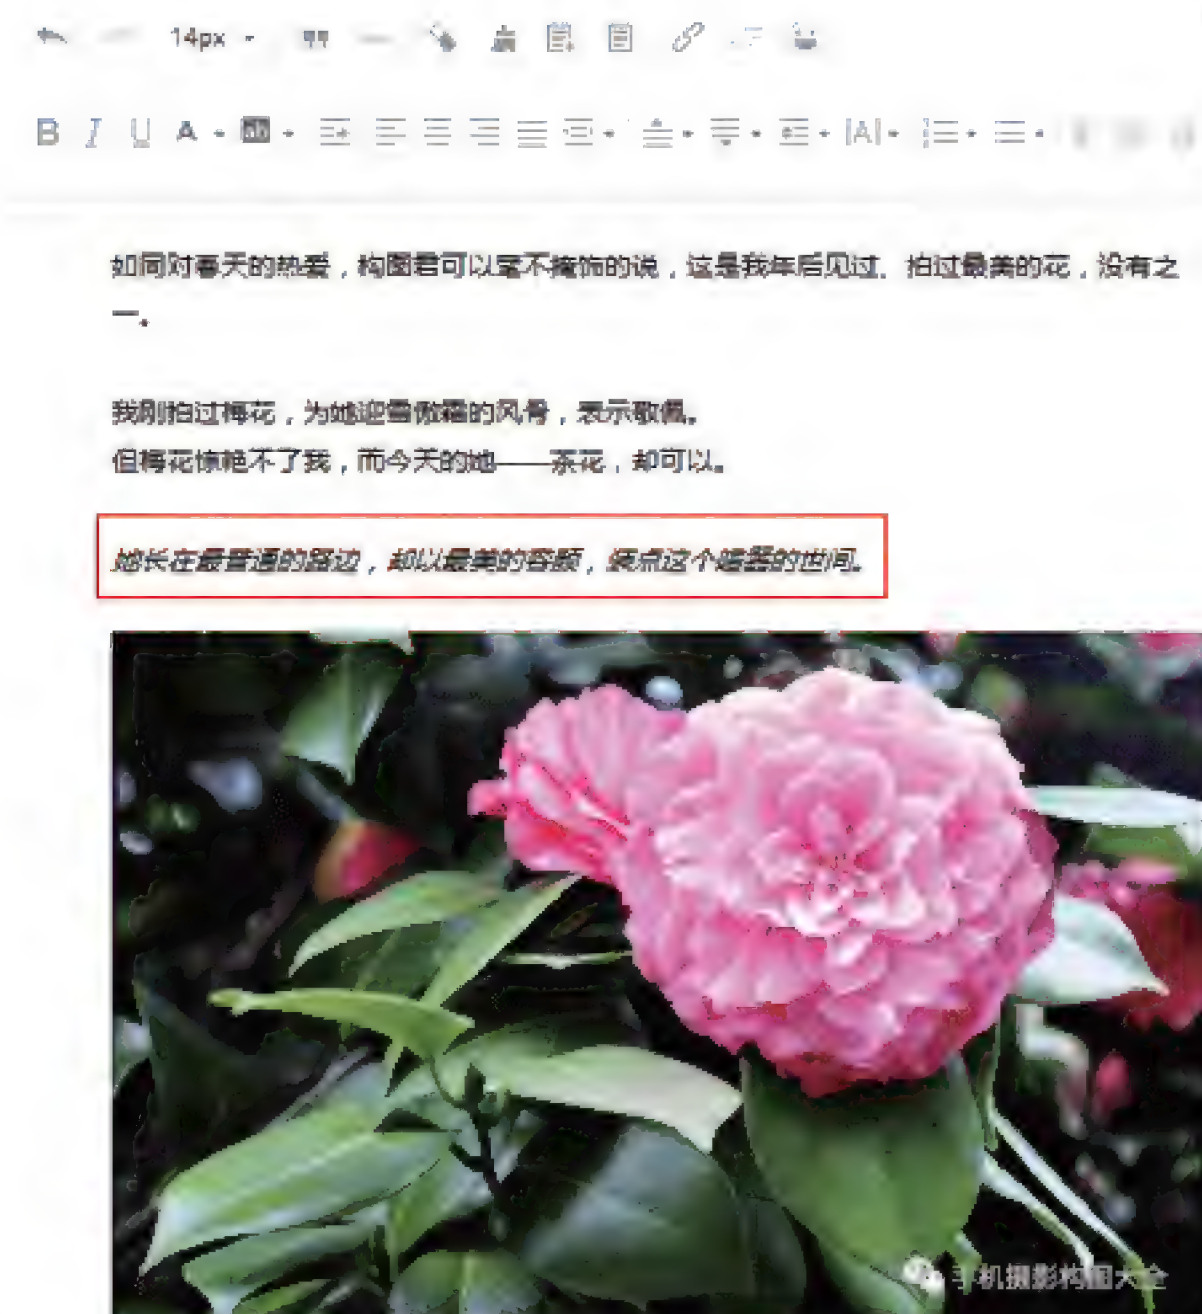 14px
B I U A ab |A|
如同对春天的热爱，构图君可以毫不掩饰的说，这是我年后见过、拍过最美的花，没有之
一。
我刚拍过梅花，为她迎雪傲霜的风骨，表示敬佩。
但梅花惊艳不了我，而今天的她——茶花，却可以。
她长在最普通的路边，却以最美的容颜，装点这个喧嚣的世间。
手机摄影构图大全